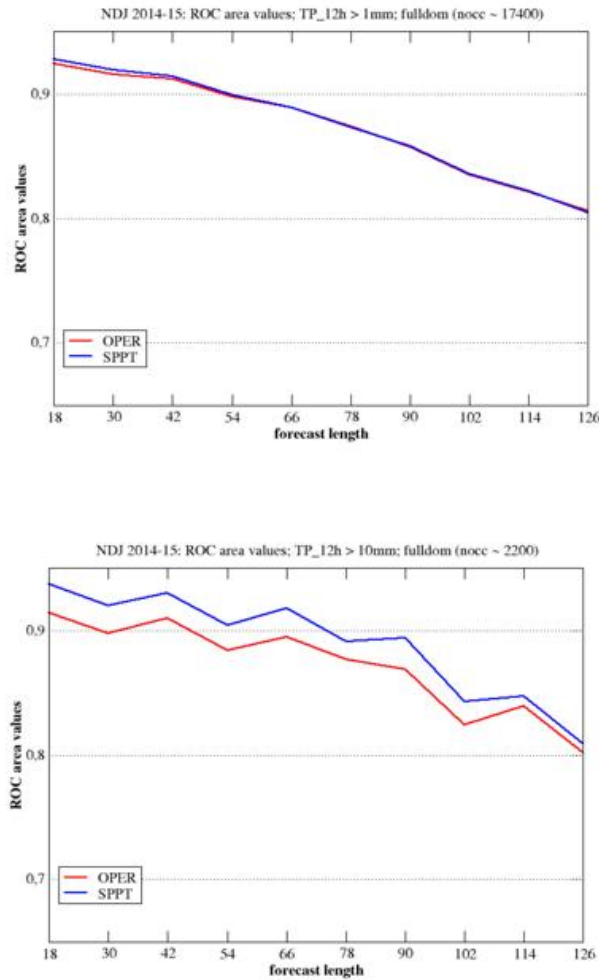 NDJ 2014-15: ROC area values; TP_12h > 1mm; fulldom (nocc ~ 17400)
0,9
0,8
0,7
ROC area values
OPER
SPPT
18 30 42 54 66 78 90 102 114 126
forecast length
NDJ 2014-15: ROC area values; TP_12h > 10mm; fulldom (nocc ~ 2200)
0,9
0,8
0,7
ROC area values
OPER
SPPT
18 30 42 54 66 78 90 102 114 126
forecast length